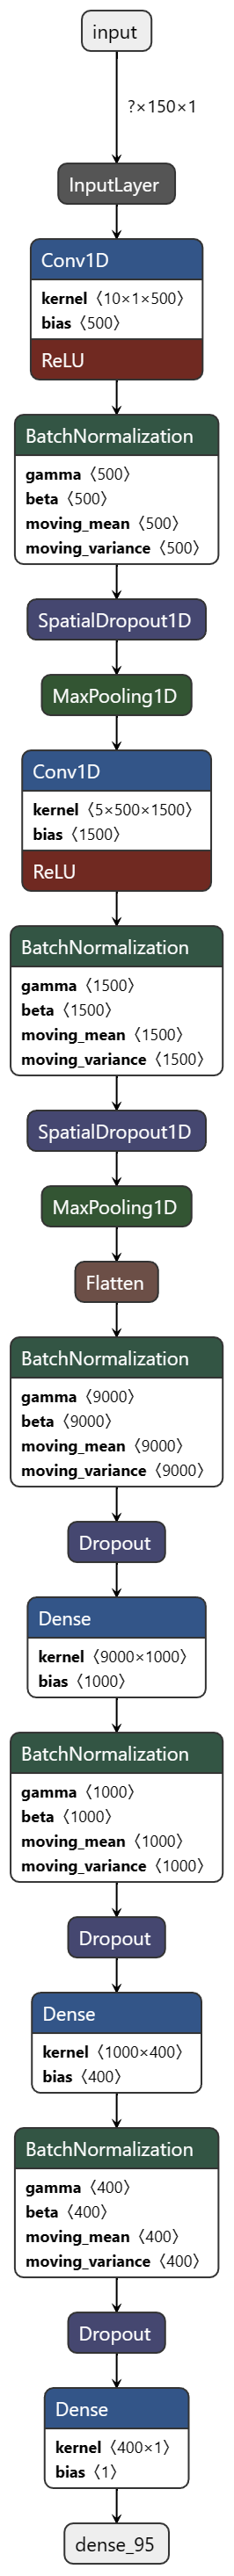 input
?×150×1
InputLayer
Conv1D
kernel〈10×1×500〉
bias〈500〉
ReLU
BatchNormalization
gamma〈500〉
beta〈500〉
moving_mean〈500〉
moving_variance〈500〉
SpatialDropout1D
MaxPooling1D
Conv1D
kernel〈5×500×1500〉
bias〈1500〉
ReLU
BatchNormalization
gamma〈1500〉
beta〈1500〉
moving_mean〈1500〉
moving_variance〈1500〉
SpatialDropout1D
MaxPooling1D
Flatten
BatchNormalization
gamma〈9000〉
beta〈9000〉
moving_mean〈9000〉
moving_variance〈9000〉
Dropout
Dense
kernel〈9000×1000〉
bias〈1000〉
BatchNormalization
gamma〈1000〉
beta〈1000〉
moving_mean〈1000〉
moving_variance〈1000〉
Dropout
Dense
kernel〈1000×400〉
bias〈400〉
BatchNormalization
gamma〈400〉
beta〈400〉
moving_mean〈400〉
moving_variance〈400〉
Dropout
Dense
kernel〈400×1〉
bias〈1〉
dense_95